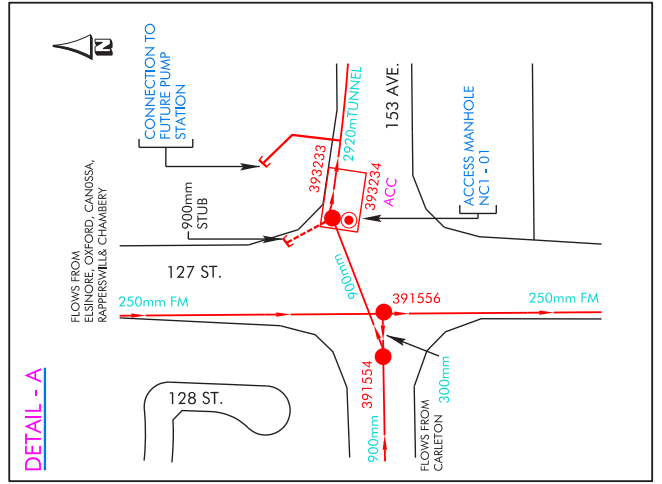 DETAIL - A
N
CONNECTION TO
FUTURE PUMP
STATION
900mm
STUB
FLOWS FROM
ELSINORE, OXFORD, CANOSSA,
RAPPERSWILL& CHAMBERY
127 ST.
250mm FM
393233
2920mTUNNEL
153 AVE.
393234
ACC
ACCESS MANHOLE
NC1 - 01
900mm
391556
250mm FM
128 ST.
391554
300mm
900mm
FLOWS FROM
CARLETON